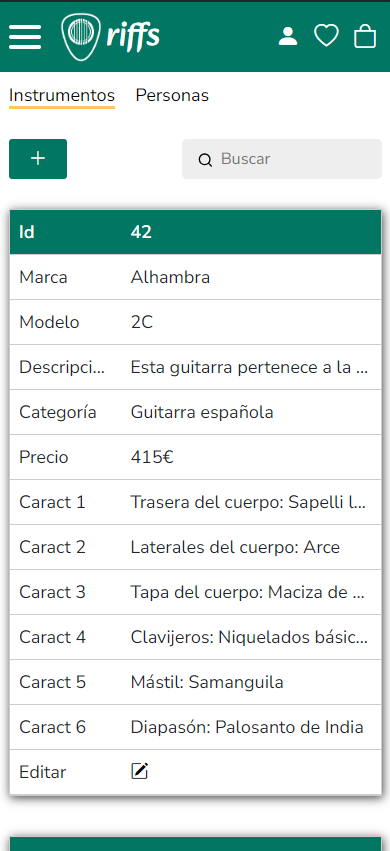 riffs
Instrumentos Personas
+ Buscar
Id 42
Marca Alhambra
Modelo 2C
Descripci... Esta guitarra pertenece a la ...
Categoría Guitarra española
Precio 415€
Caract 1 Trasera del cuerpo: Sapelli l...
Caract 2 Laterales del cuerpo: Arce
Caract 3 Tapa del cuerpo: Maciza de ...
Caract 4 Clavijeros: Niquelados básic...
Caract 5 Mástil: Samanguila
Caract 6 Diapasón: Palosanto de India
Editar